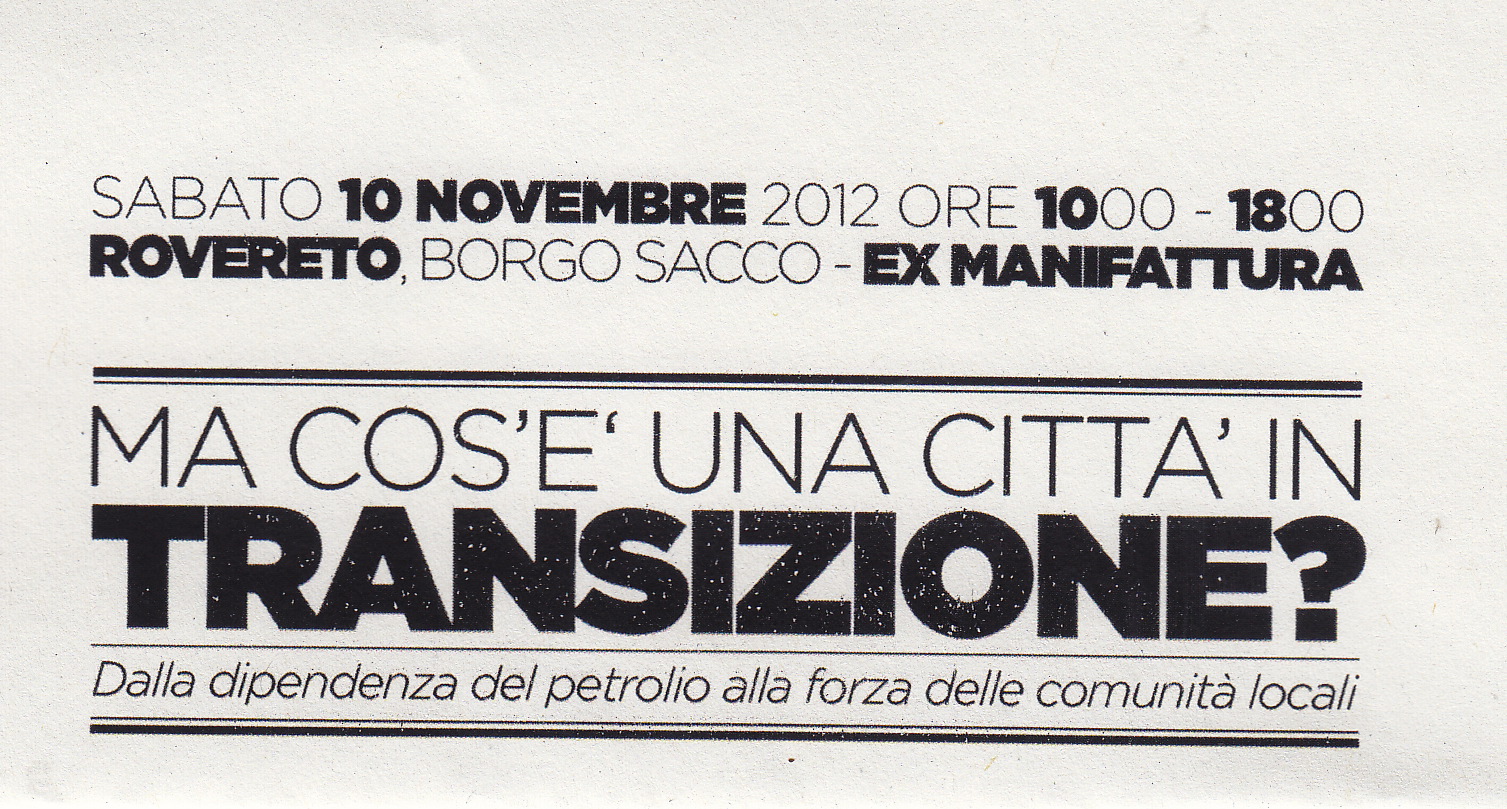 SABATO 10 NOVEMBRE 2012 ORE 1000 - 1800
ROVERETO, BORGO SACCO - EX MANIFATTURA
MA COS’E‘ UNA CITTA’ IN
TRANSIZIONE?
Dalla dipendenza del petrolio alla forza delle comunità locali